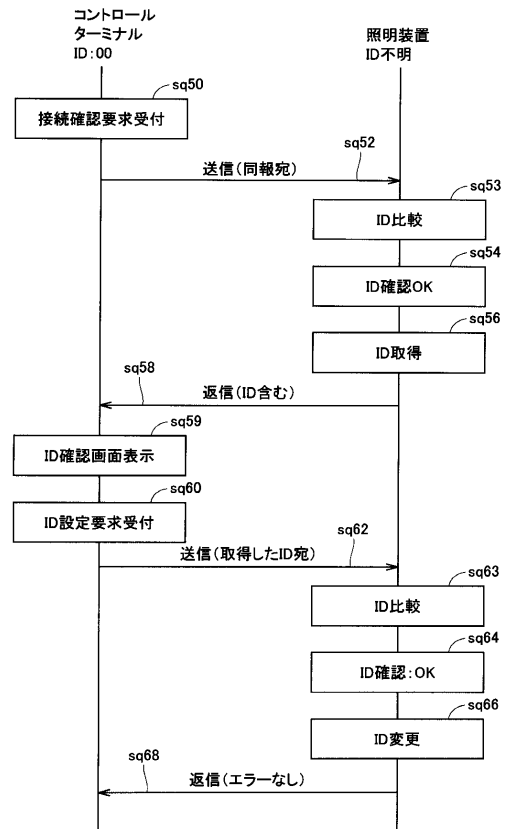 コントロール
ターミナル
ID:00
照明装置
ID不明
sq50
接続確認要求受付
sq52
送信(同報宛)
sq53
ID比較
sq54
ID確認OK
sq56
ID取得
sq58
返信(ID含む)
sq59
ID確認画面表示
sq60
ID設定要求受付
sq62
送信(取得したID宛)
sq63
ID比較
sq64
ID確認:OK
sq66
ID変更
sq68
返信(エラーなし)